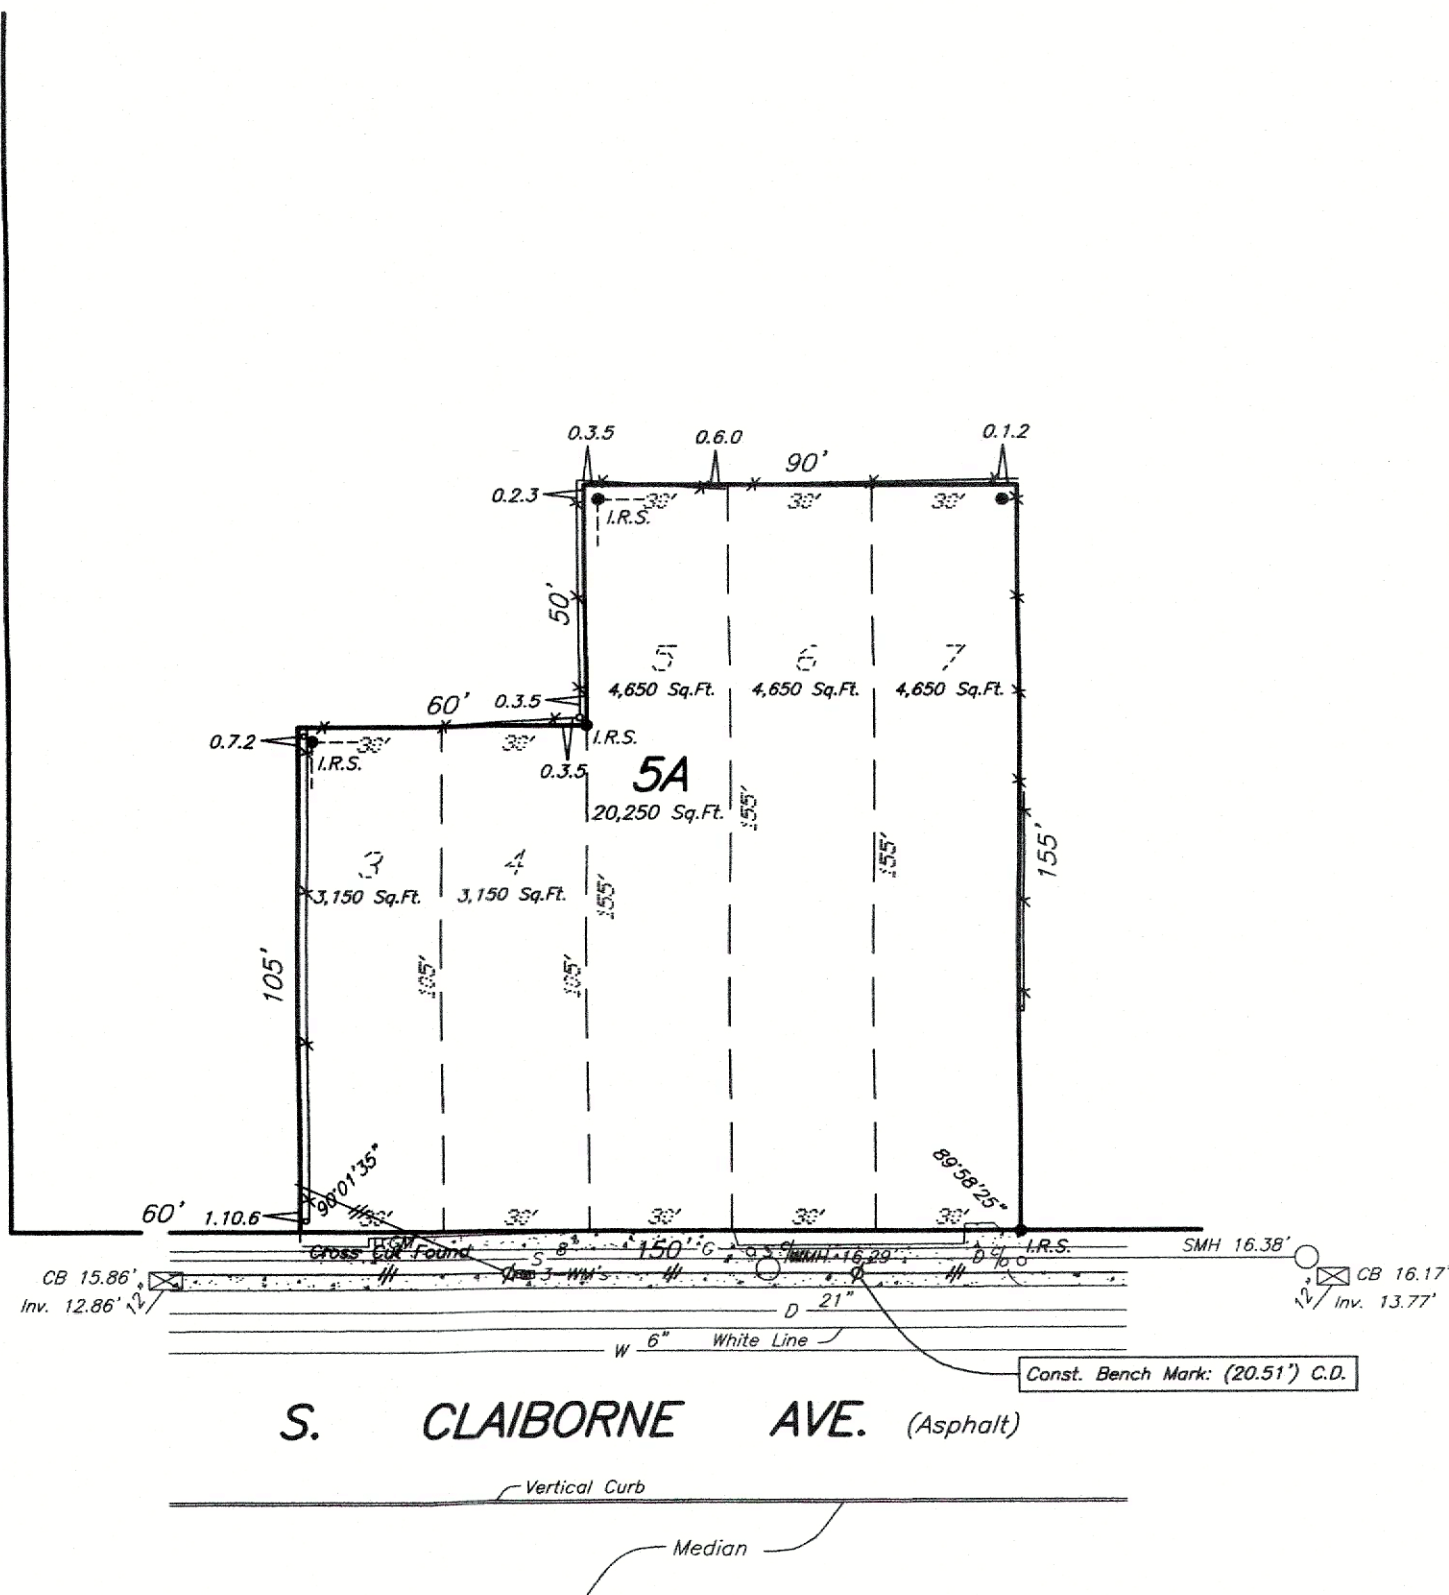 0.3.5
0.6.0
90'
0.1.2
0.2.3
30'
30'
30'
I.R.S.
50'
5
6
7
4,650 Sq.Ft.
4,650 Sq.Ft.
4,650 Sq.Ft.
60'
0.3.5
0.7.2
30'
30'
I.R.S.
I.R.S.
0.3.5
5A
20,250 Sq.Ft.
155'
155'
155'
155'
3
4
3,150 Sq.Ft.
3,150 Sq.Ft.
105'
105'
105'
90°01'35"
89°58'25"
60'
1.10.6
30'
30'
30'
30'
30'
GM
Cross Cut Found
S
8"
150'
G
WMH 16.29'
D
I.R.S.
SMH 16.38'
CB 15.86'
3-WM's
CB 16.17'
Inv. 12.86'
12"
12"
Inv. 13.77'
D
21"
W
6"
White Line
Const. Bench Mark: (20.51') C.D.
S. CLAIBORNE AVE. (Asphalt)
Vertical Curb
Median